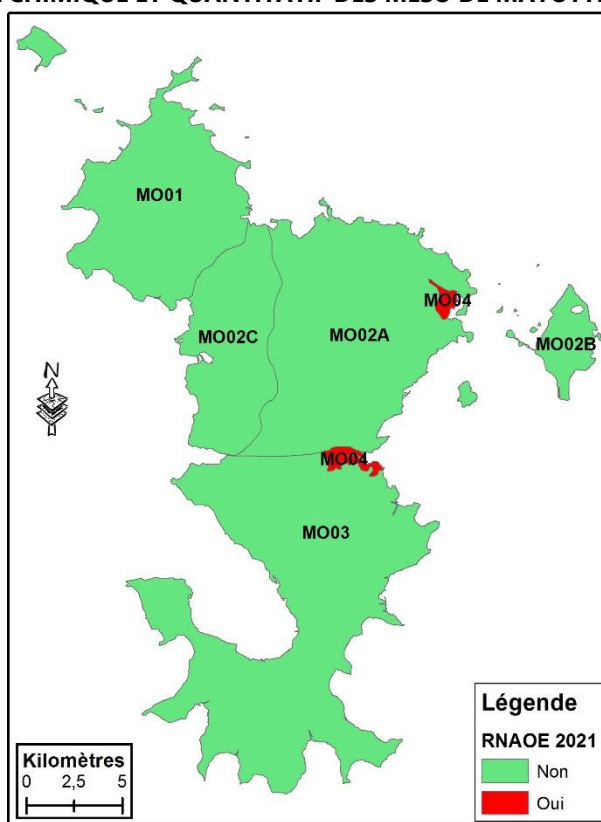 CHIMIQUE ET QUANTITATIF DES MESO DE MAYOTTE
MO01
MO04
MO02C
MO02A
MO02B
N
MO04
MO03
Légende
RNAOE 2021
Non
Oui
Kilomètres
0 2,5 5